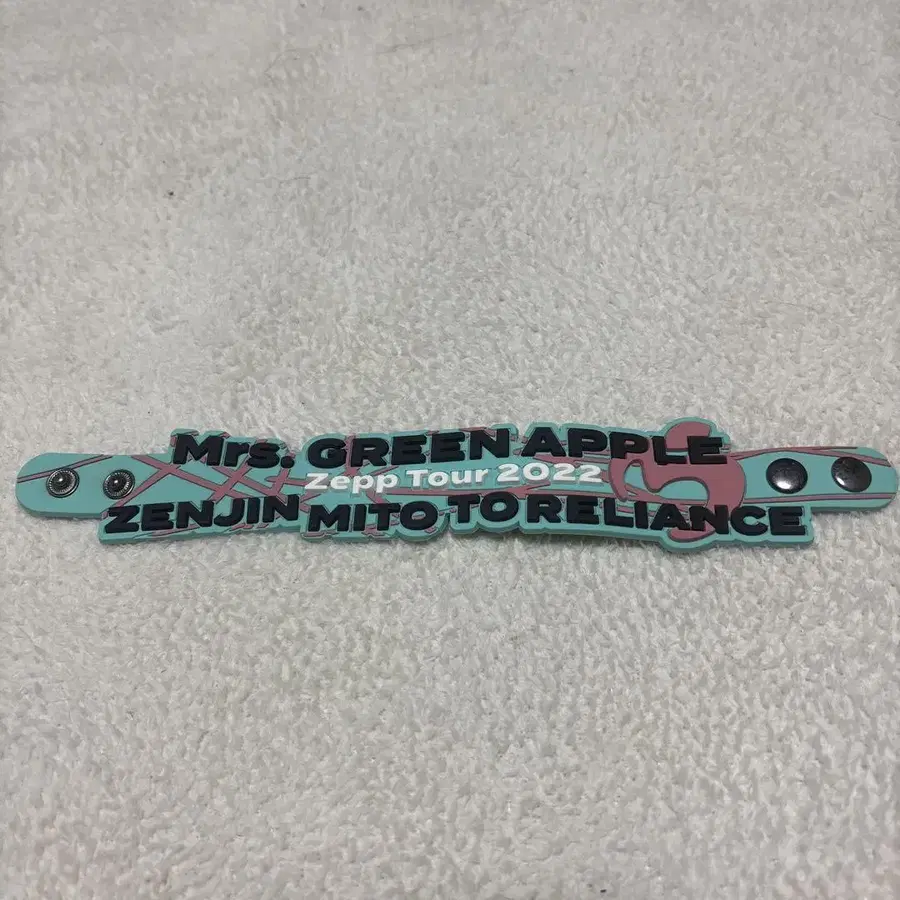 Mrs. GREEN APPLE
Zepp Tour 2022
ZENJIN MITO TO RELIANCE